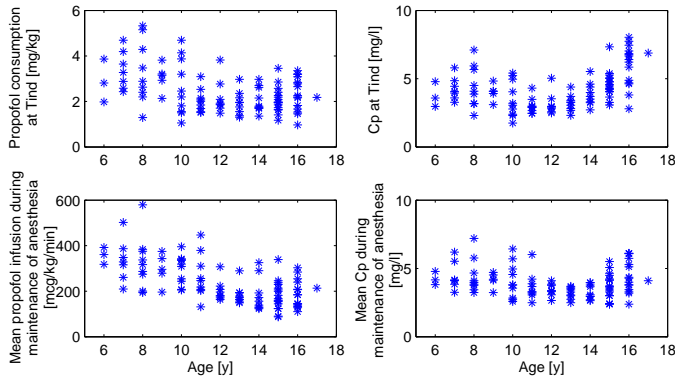 Propofol consumption
at Tind [mg/kg]
6
4
2
0
6 8 10 12 14 16 18
Cp at Tind [mg/l]
10
5
0
6 8 10 12 14 16 18
Mean propofol infusion during
maintenance of anesthesia
[mcg/kg/min]
600
400
200
0
6 8 10 12 14 16 18
Age [y]
Mean Cp during
maintenance of anesthesia
[mg/l]
10
5
0
6 8 10 12 14 16 18
Age [y]